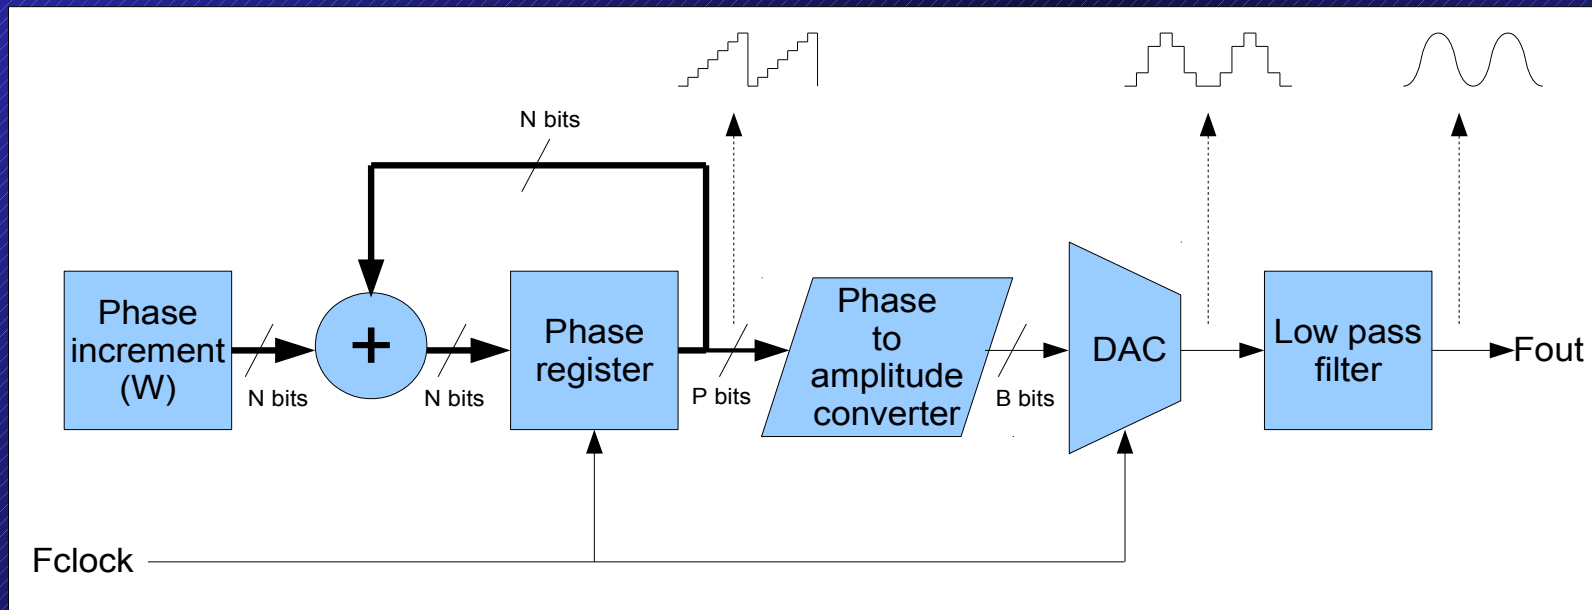 N bits
Phase
increment
(W)
N bits
+
N bits
Phase
register
P bits
Phase
to
amplitude
converter
B bits
DAC
Low pass
filter
Fout
Fclock